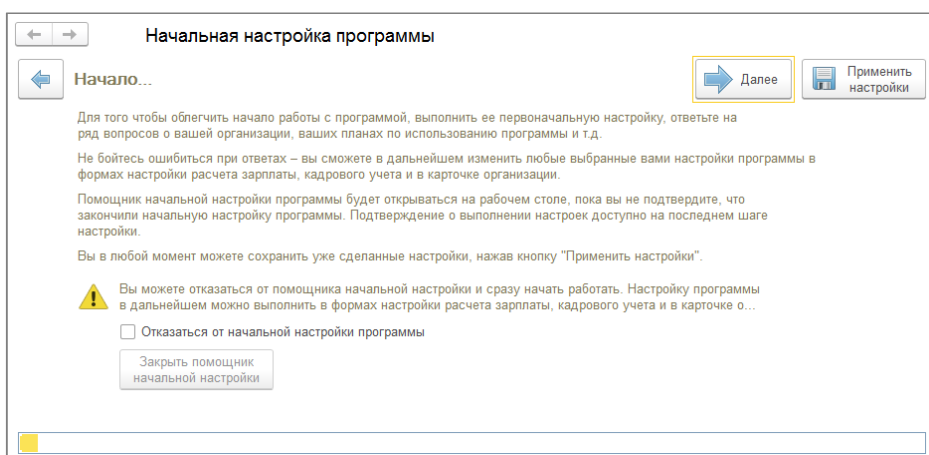 Начальная настройка программы
Начало...
Далее
Применить
настройки
Для того чтобы облегчить начало работы с программой, выполнить ее первоначальную настройку, ответьте на
ряд вопросов о вашей организации, ваших планах по использованию программы и т.д.
Не бойтесь ошибиться при ответах – вы сможете в дальнейшем изменить любые выбранные вами настройки программы в
формах настройки расчета зарплаты, кадрового учета и в карточке организации.
Помощник начальной настройки программы будет открываться на рабочем столе, пока вы не подтвердите, что
закончили начальную настройку программы. Подтверждение о выполнении настроек доступно на последнем шаге
настройки.
Вы в любой момент можете сохранить уже сделанные настройки, нажав кнопку "Применить настройки".
Вы можете отказаться от помощника начальной настройки и сразу начать работать. Настройку программы
в дальнейшем можно выполнить в формах настройки расчета зарплаты, кадрового учета и в карточке о...
Отказаться от начальной настройки программы
Закрыть помощник
начальной настройки